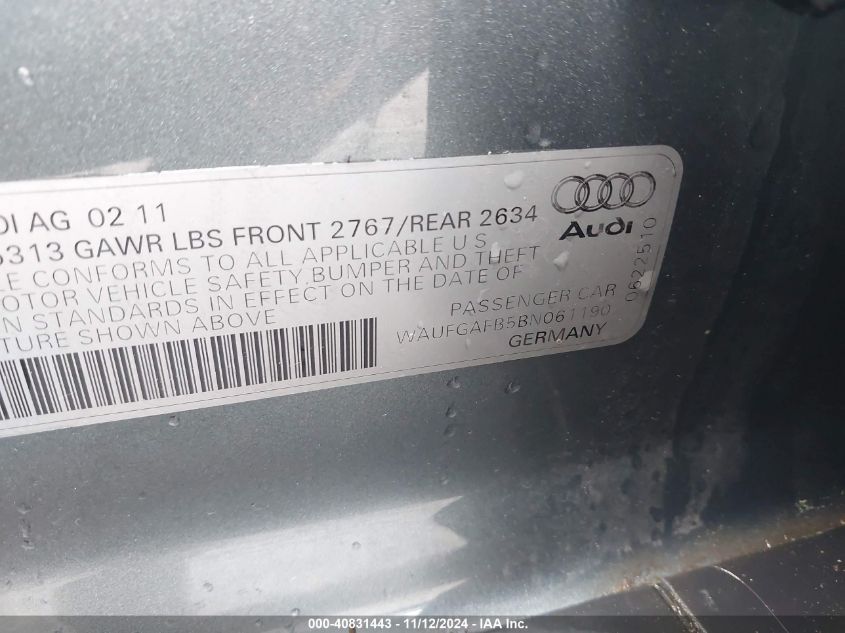 DI AG 02 11
5313 GAWR LBS FRONT 2767/REAR 2634
LE CONFORMS TO ALL APPLICABLE U S
OTOR VEHICLE SAFETY, BUMPER AND THEFT
N STANDARDS IN EFFECT ON THE DATE OF
TURE SHOWN ABOVE
Audi
PASSENGER CAR
WAUFGAFB5BN061190
GERMANY
0622510
000-40831443 - 11/12/2024 - IAA Inc.